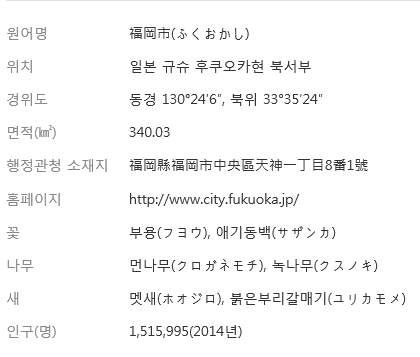 원어명 福岡市(ふくおかし)
위치 일본 규슈 후쿠오카현 북서부
경위도 동경 130°24′6″, 북위 33°35′24″
면적(㎢) 340.03
행정관청 소재지 福岡縣福岡市中央區天神一丁目8番1號
홈페이지 http://www.city.fukuoka.jp/
꽃 부용(フヨウ), 애기동백(サザンカ)
나무 먼나무(クロガネモチ), 녹나무(クスノキ)
새 멧새(ホオジロ), 붉은부리갈매기(ユリカモメ)
인구(명) 1,515,995(2014년)